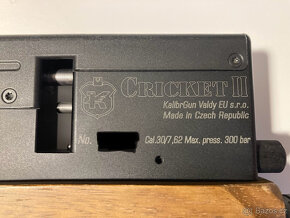 K
CRICKET II
KalibrGun Valdy EU s.r.o.
Made in Czech Republic
No.
Cal.30/7,62 Max. press. 300 bar